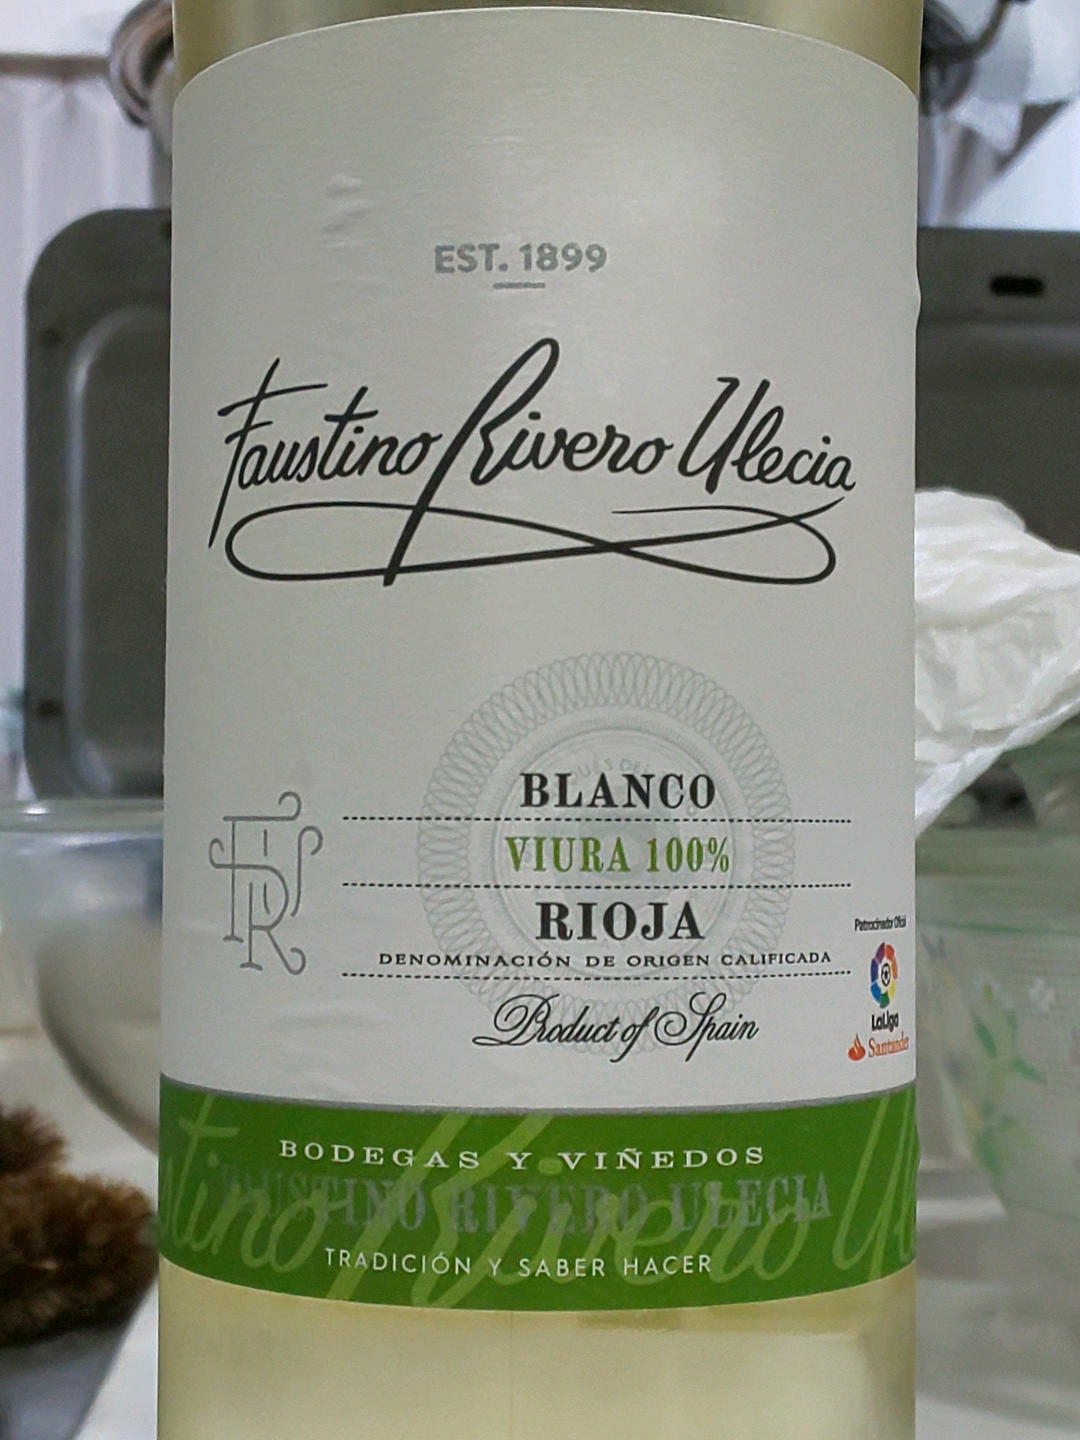 EST. 1899
Faustino Rivero Ulecia
BLANCO
VIURA 100%
RIOJA
DENOMINACIÓN DE ORIGEN CALIFICADA
Product of Spain
Patrocinador Oficial
LaLiga
Santander
BODEGAS Y VIÑEDOS
FAUSTINO RIVERO ULECIA
TRADICIÓN Y SABER HACER